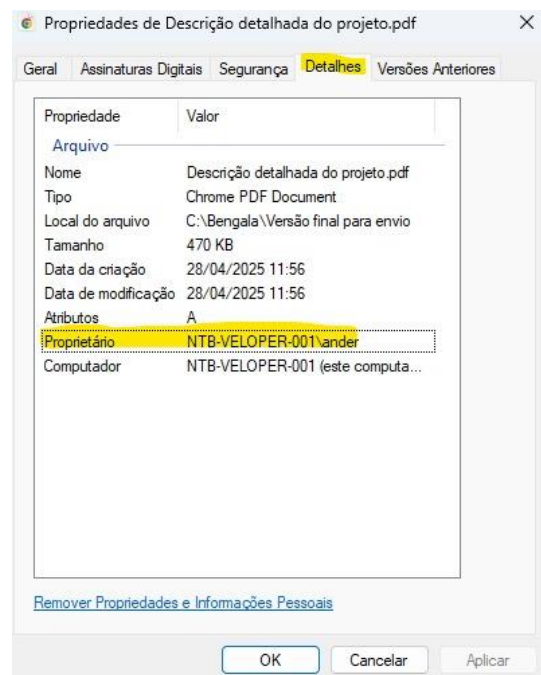 Propriedades de Descrição detalhada do projeto.pdf
Geral Assinaturas Digitais Segurança Detalhes Versões Anteriores
Propriedade Valor
Arquivo
Nome Descrição detalhada do projeto.pdf
Tipo Chrome PDF Document
Local do arquivo C:\Bengala\Versão final para envio
Tamanho 470 KB
Data da criação 28/04/2025 11:56
Data de modificação 28/04/2025 11:56
Atributos A
Proprietário NTB-VELOPER-001\ander
Computador NTB-VELOPER-001 (este computa...
Remover Propriedades e Informações Pessoais
OK Cancelar Aplicar